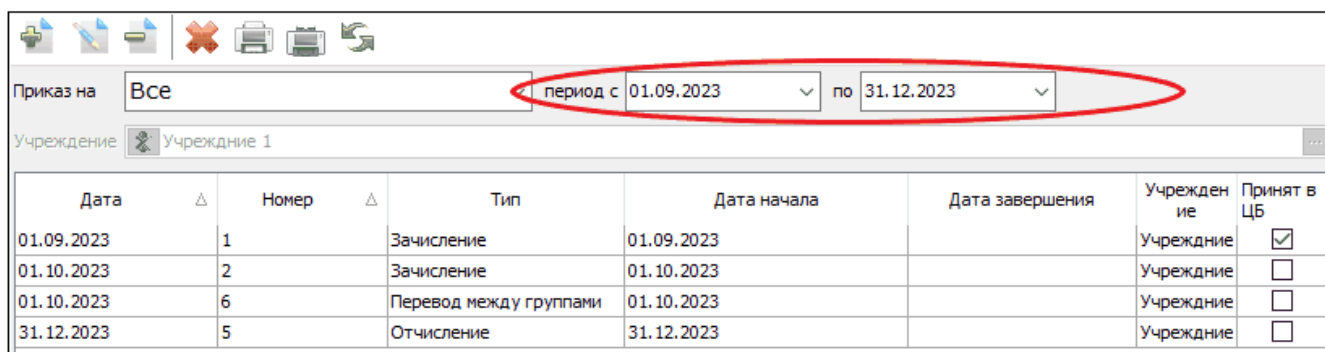 Приказ на Все период с 01.09.2023 по 31.12.2023
Учреждение Учреждние 1 ...
Дата Номер Тип Дата начала Дата завершения Учрежден ие Принят в ЦБ
01.09.2023 1 Зачисление 01.09.2023 Учреждние
01.10.2023 2 Зачисление 01.10.2023 Учреждние
01.10.2023 6 Перевод между группами 01.10.2023 Учреждние
31.12.2023 5 Отчисление 31.12.2023 Учреждние